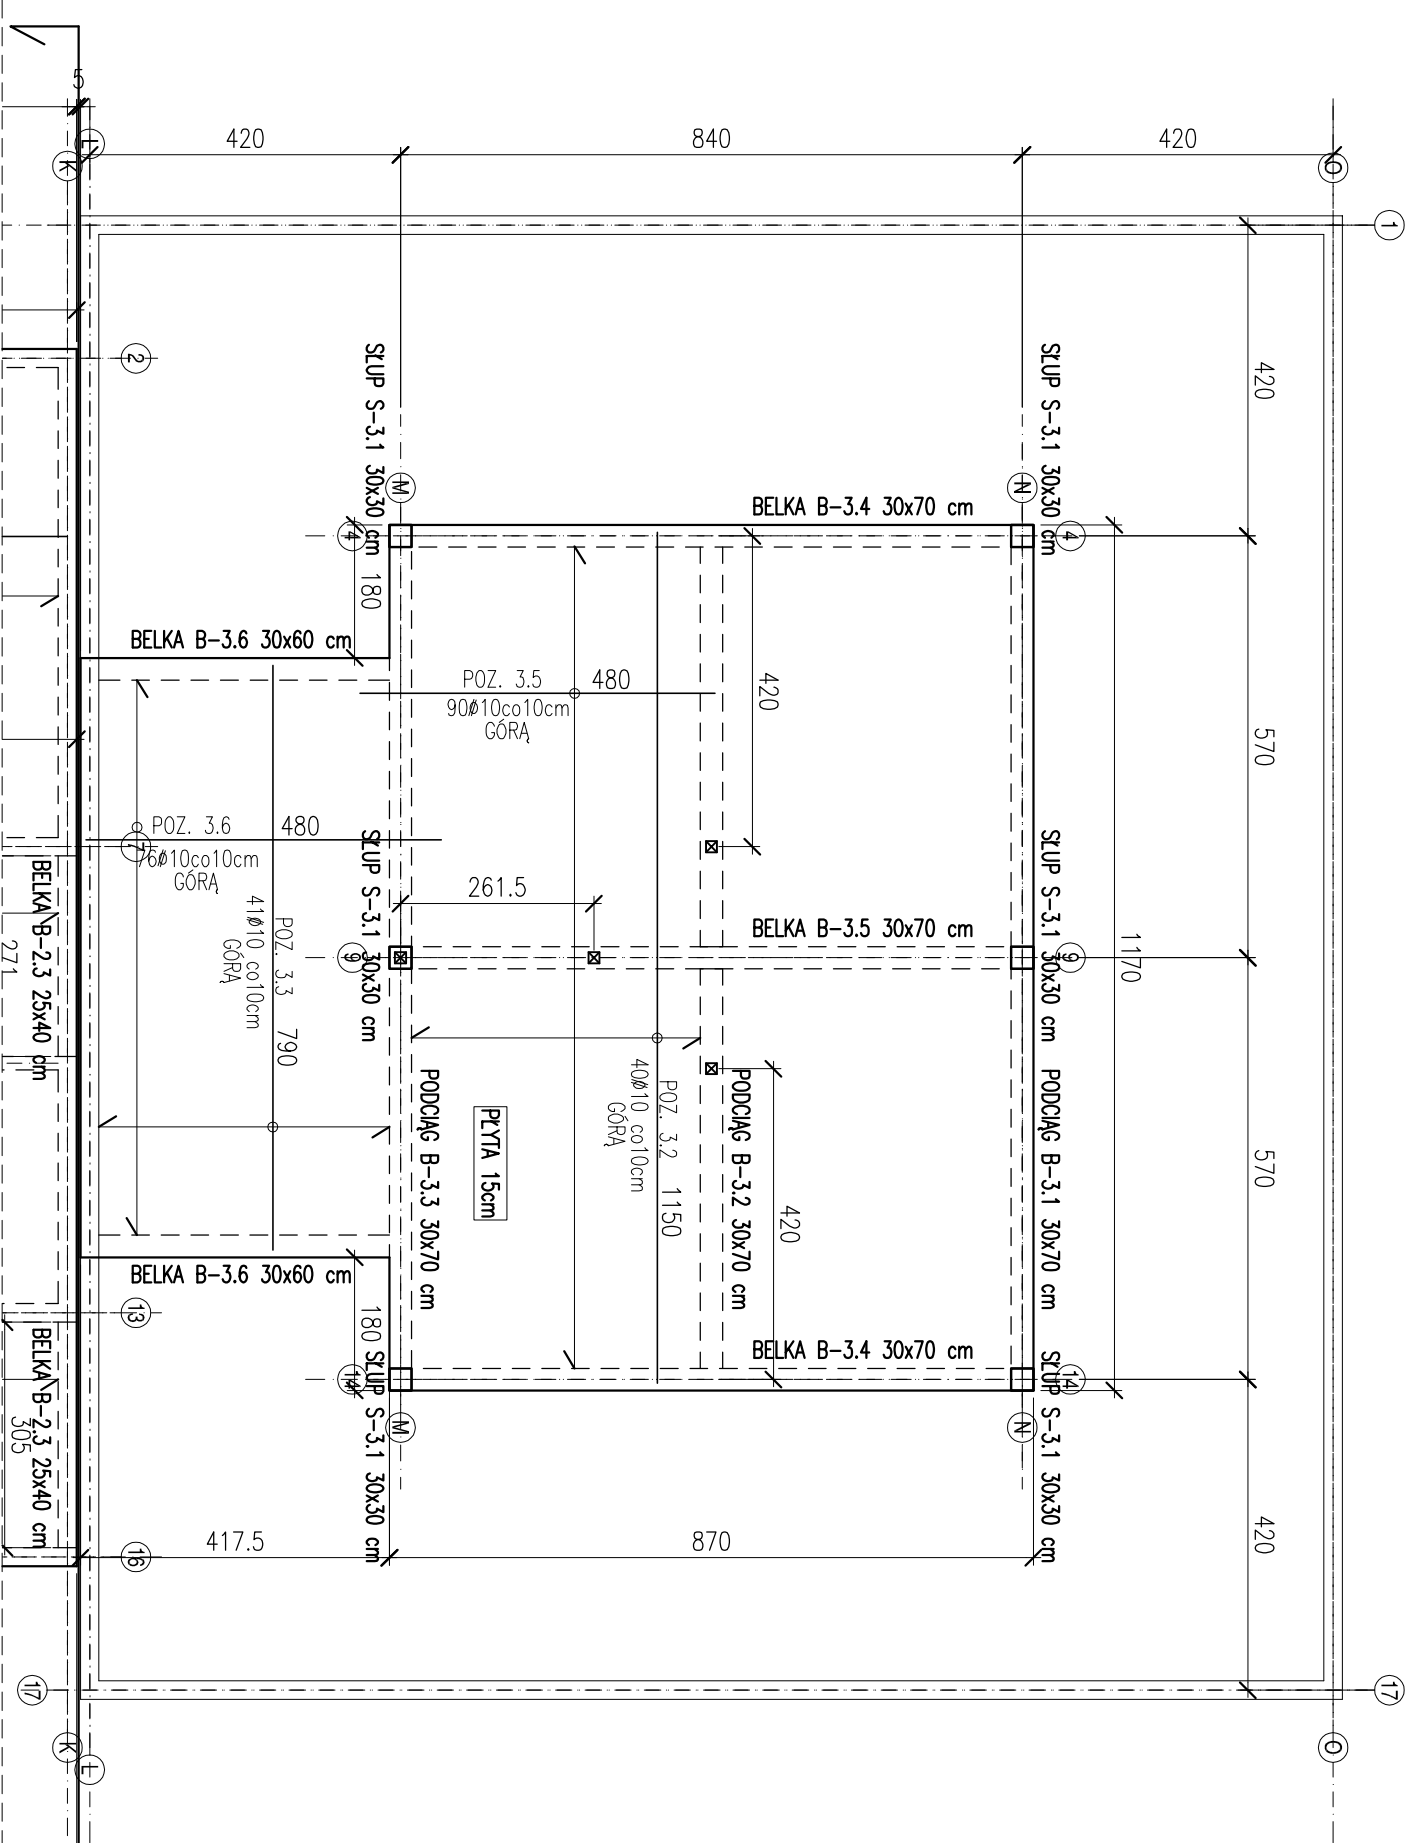 5
L
K
420
840
420
O
1
420
2
SŁUP S-3.1 30x30 cm
SŁUP S-3.1 30x30 cm
M
N
BELKA B-3.4 30x70 cm
4
4
180
BELKA B-3.6 30x60 cm
POZ. 3.5
480
90ø10co10cm
GÓRĄ
420
570
1170
POZ. 3.6
480
7
76ø10co10cm
GÓRĄ
SŁUP S-3.1 30x30 cm
SŁUP S-3.1 30x30 cm
261.5
BELKA B-3.5 30x70 cm
9
9
BELKA B-2.3 25x40 cm
271
POZ. 3.3 790
41ø10 co10cm
GÓRĄ
POZ. 3.2 1150
40ø10 co10cm
GÓRĄ
PODCIĄG B-3.3 30x70 cm
PŁYTA 15cm
PODCIĄG B-3.2 30x70 cm
PODCIĄG B-3.1 30x70 cm
420
570
BELKA B-3.6 30x60 cm
13
180
BELKA B-3.4 30x70 cm
14
14
SŁUP S-3.1 30x30 cm
SŁUP S-3.1 30x30 cm
M
N
BELKA B-2.3 25x40 cm
305
16
417.5
870
420
17
17
K
L
O